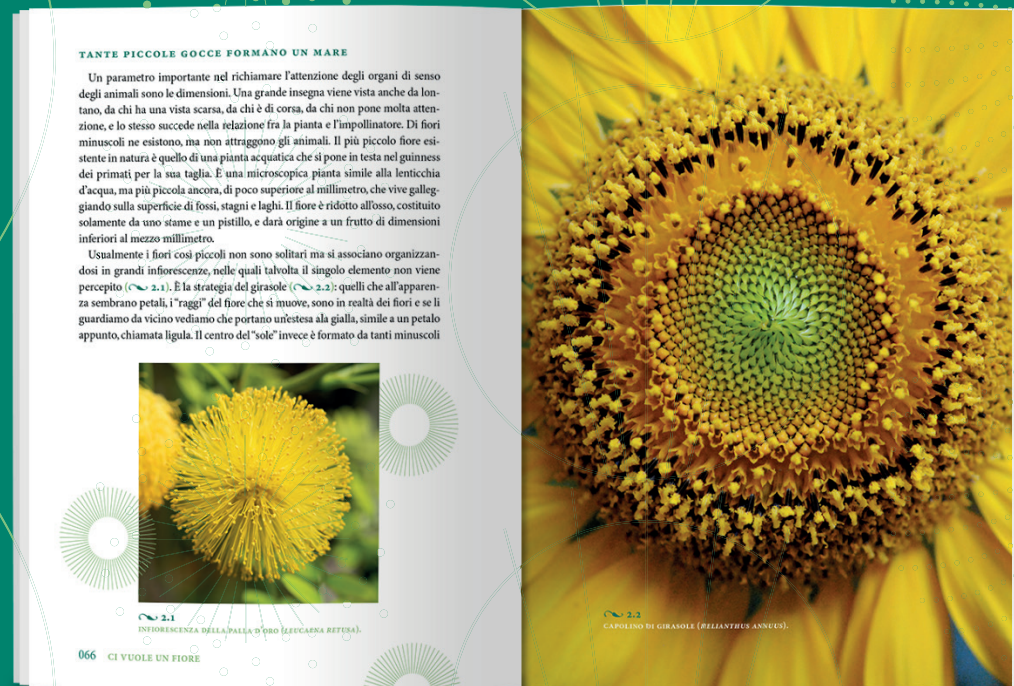 TANTE PICCOLE GOCCE FORMANO UN MARE
Un parametro importante nel richiamare l'attenzione degli organi di senso
degli animali sono le dimensioni. Una grande insegna viene vista anche da lon-
tano, da chi ha una vista scarsa, da chi è di corsa, da chi non pone molta atten-
zione, e lo stesso succede nella relazione fra la pianta e l'impollinatore. Di fiori
minuscoli ne esistono, ma non attraggono gli animali. Il più piccolo fiore esi-
stente in natura è quello di una pianta acquatica che si pone in testa nel guinness
dei primati per la sua taglia. È una microscopica pianta simile alla lenticchia
d'acqua, ma più piccola ancora, di poco superiore al millimetro, che vive galleg-
giando sulla superficie di fossi, stagni e laghi. Il fiore è ridotto all'osso, costituito
solamente da uno stame e un pistillo, e darà origine a un frutto di dimensioni
inferiori al mezzo millimetro.
Usualmente i fiori così piccoli non sono solitari ma si associano organizzan-
dosi in grandi infiorescenze, nelle quali talvolta il singolo elemento non viene
percepito (2.1). È la strategia del girasole (2.2): quelli che all'apparen-
za sembrano petali, i "raggi" del fiore che si muove, sono in realtà dei fiori e se li
guardiamo da vicino vediamo che portano un'estesa ala gialla, simile a un petalo
appunto, chiamata ligula. Il centro del "sole" invece è formato da tanti minuscoli
2.1
INFIORESCENZA DELLA PALLA D'ORO (LEUCAENA RETUSA).
066 CI VUOLE UN FIORE
2.2
CAPOLINO DI GIRASOLE (HELIANTHUS ANNUUS).